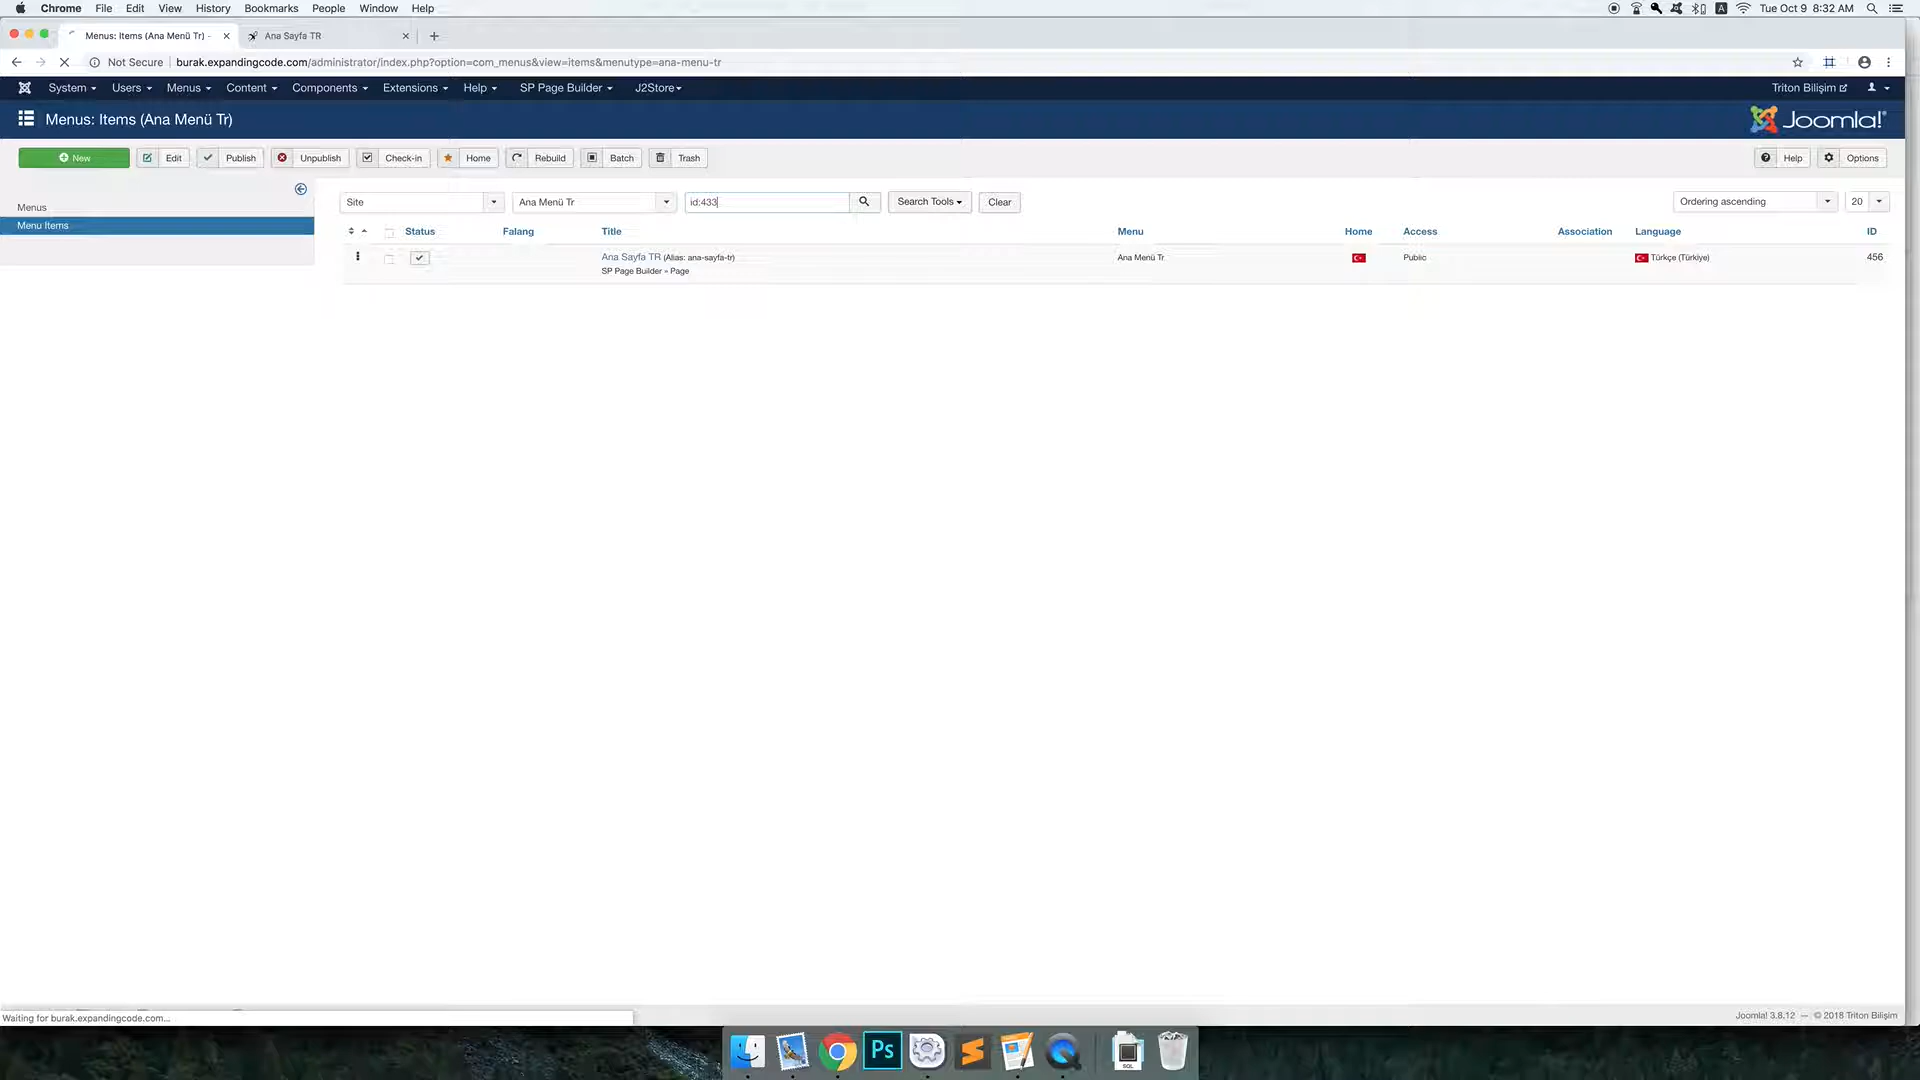 Chrome File Edit View History Bookmarks People Window Help
A Tue Oct 9 8:32 AM
Menus: Items (Ana Menü Tr) -
Ana Sayfa TR
Not Secure burak.expandingcode.com/administrator/index.php?option=com_menus&view=items&menutype=ana-menu-tr
System Users Menus Content Components Extensions Help SP Page Builder J2Store Triton Bilişim
Menus: Items (Ana Menü Tr)
Joomla!®
New Edit Publish Unpublish Check-in Home Rebuild Batch Trash Help Options
Site Ana Menü Tr id:433 Search Tools Clear Ordering ascending 20
Menus
Menu Items
Status Falang Title Menu Home Access Association Language ID
Ana Sayfa TR (Alias: ana-sayfa-tr) Ana Menü Tr Public Türkçe (Türkiye) 456
SP Page Builder » Page
Waiting for burak.expandingcode.com...
Joomla! 3.8.12 — © 2018 Triton Bilişim
Ps
SQL